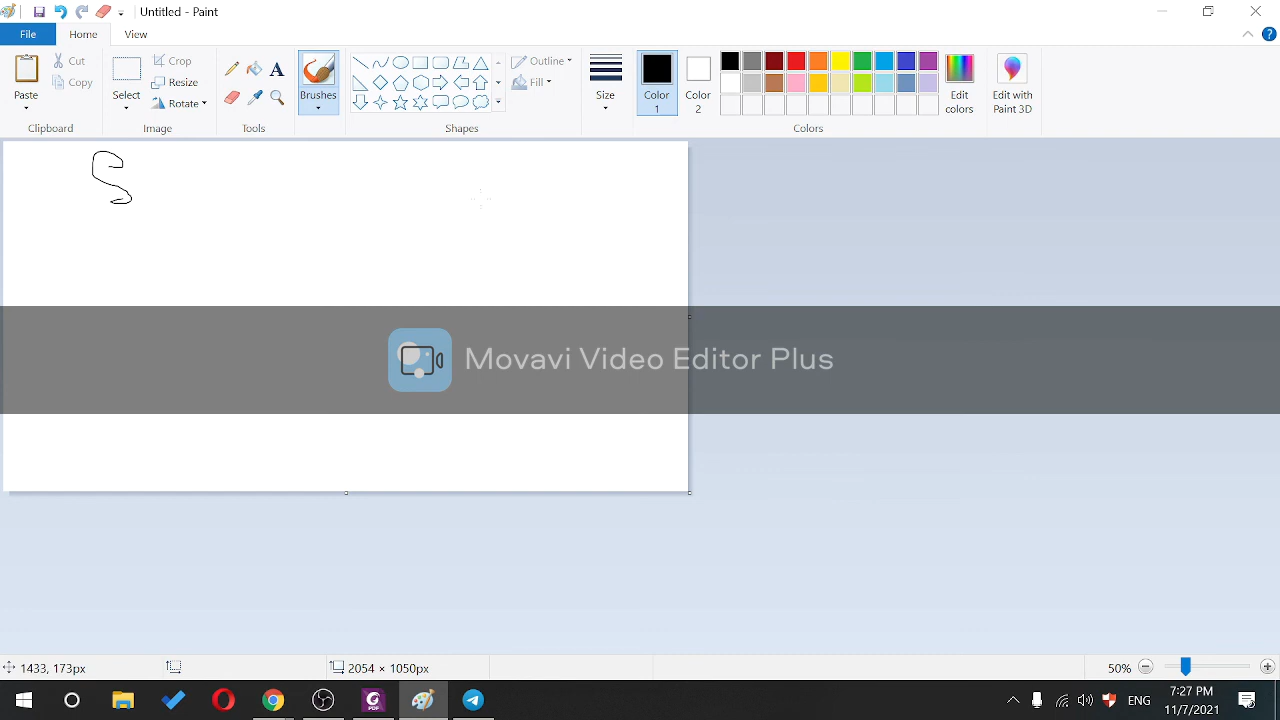 Untitled - Paint
File
Home
View
Paste
Cut
Copy
Clipboard
Select
Crop
Resize
Rotate
Image
A
Tools
Brushes
Outline
Fill
Shapes
Size
Color 1
Color 2
Edit colors
Edit with Paint 3D
Colors
S
Movavi Video Editor Plus
1433, 173px
2054 × 1050px
50%
ENG
7:27 PM
11/7/2021